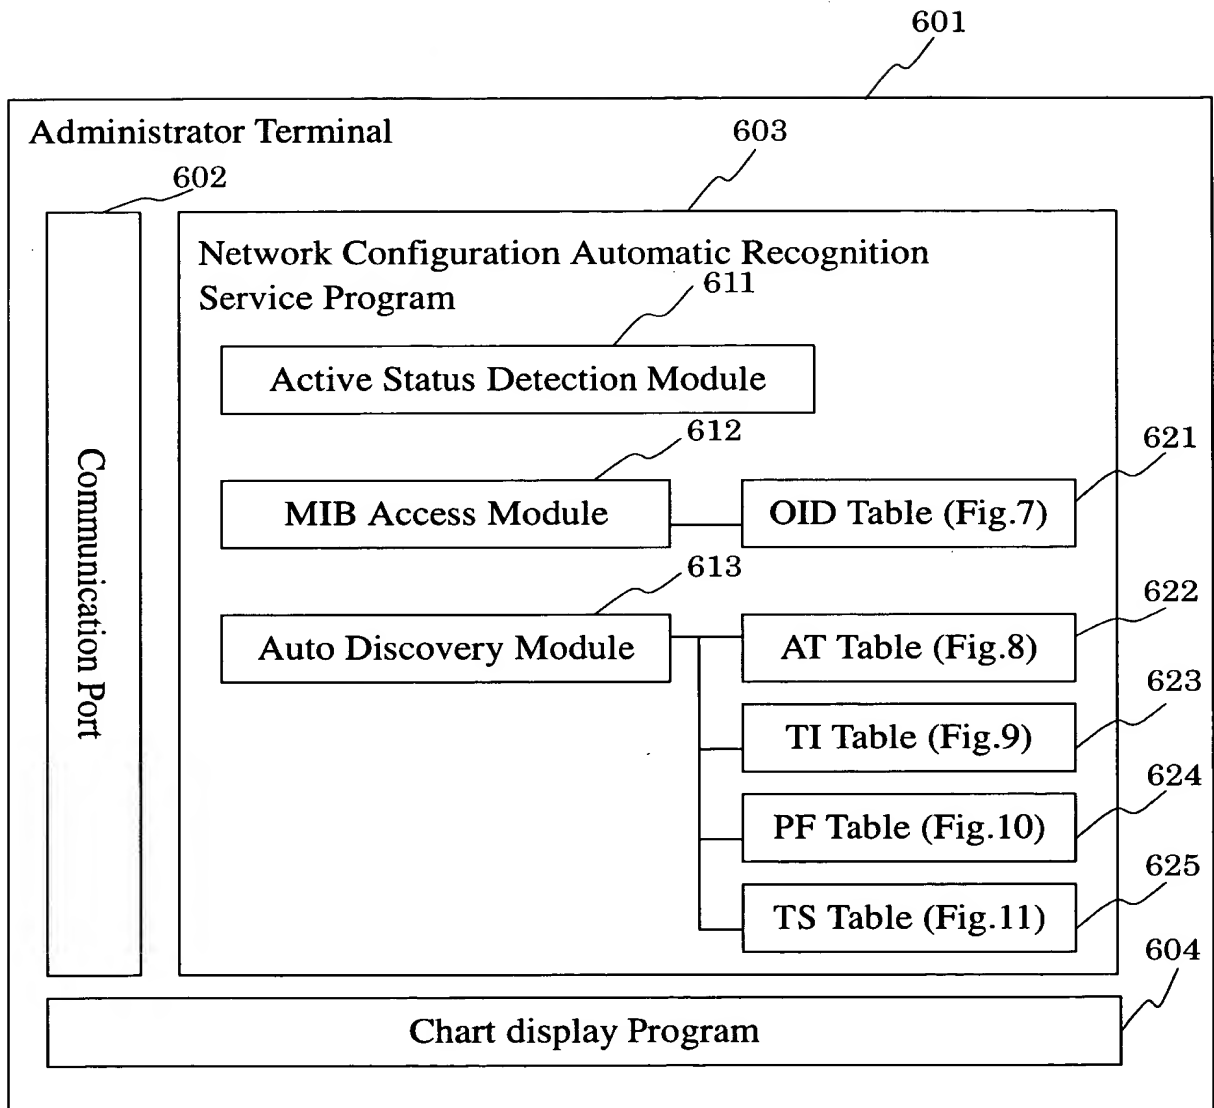 601
Administrator Terminal
603
602
Network Configuration Automatic Recognition
Service Program
611
Active Status Detection Module
612
621
MIB Access Module
OID Table (Fig.7)
613
622
Auto Discovery Module
AT Table (Fig.8)
623
TI Table (Fig.9)
624
PF Table (Fig.10)
625
TS Table (Fig.11)
Communication Port
604
Chart display Program